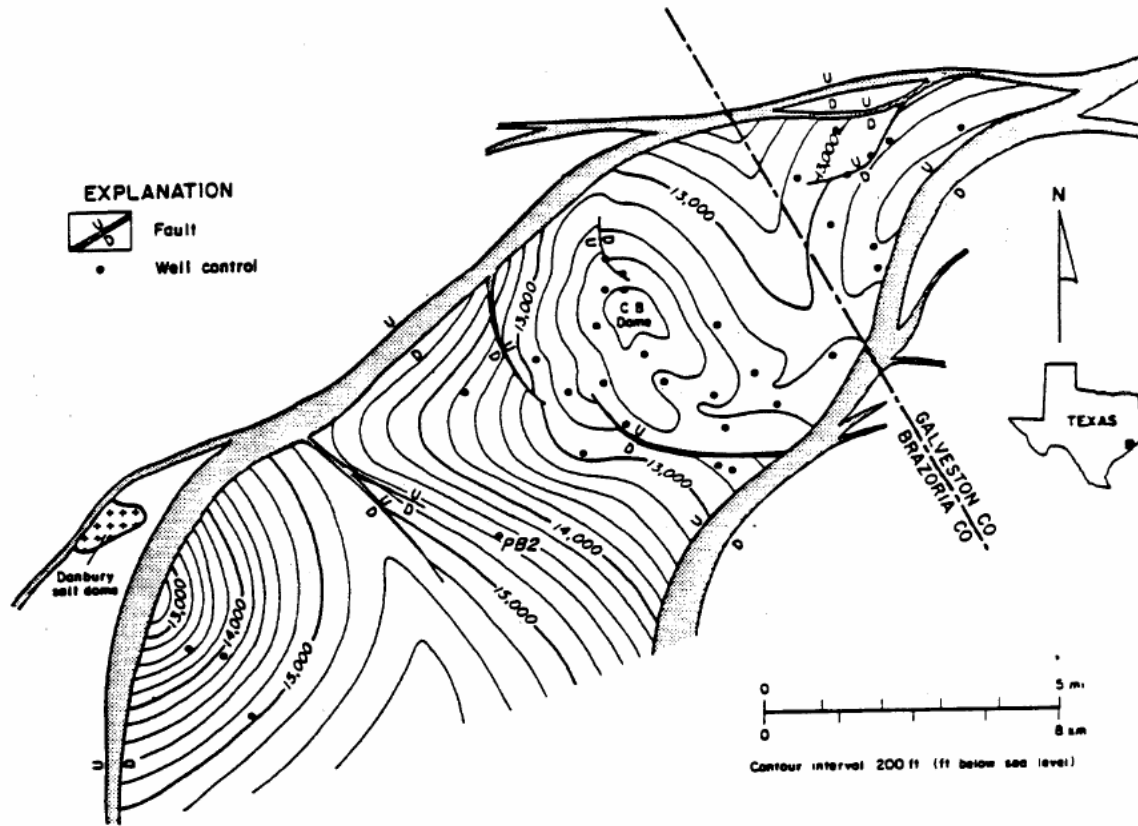 EXPLANATION
U
D
Fault
Well control
U
D
U
D
U
D
13,000
U
D
U
D
13,000
N
U
D
13,000
C B
Dome
U
D
D
U
TEXAS
U
D
13,000
GALVESTON CO
BRAZORIA CO
U
D
U
D
14,000
U
D
PB2
Danbury
salt dome
13,000
14,000
15,000
15,000
0
5 mi
0
8 km
U
D
Contour interval 200 ft (ft below sea level)